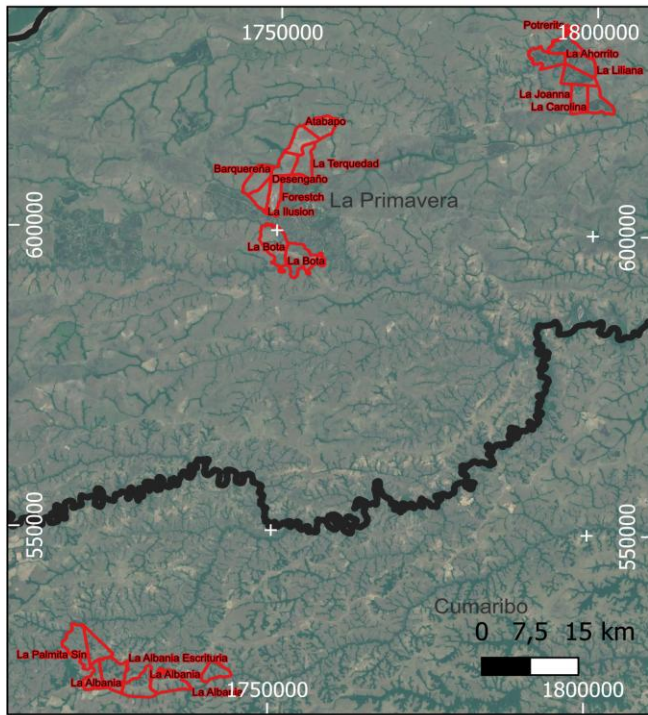 1750000
1800000
Potrerito
La Ahorrito
La Liliana
La Joanna
La Carolina
Atabapo
La Terquedad
Barquereña
Desengaño
Forestch
La Ilusion
La Primavera
600000
600000
La Bota
La Bota
550000
550000
Cumaribo
0 7,5 15 km
La Palmita Sin
La Albania Escrituria
La Albania
La Albania
La Albania
1750000
1800000